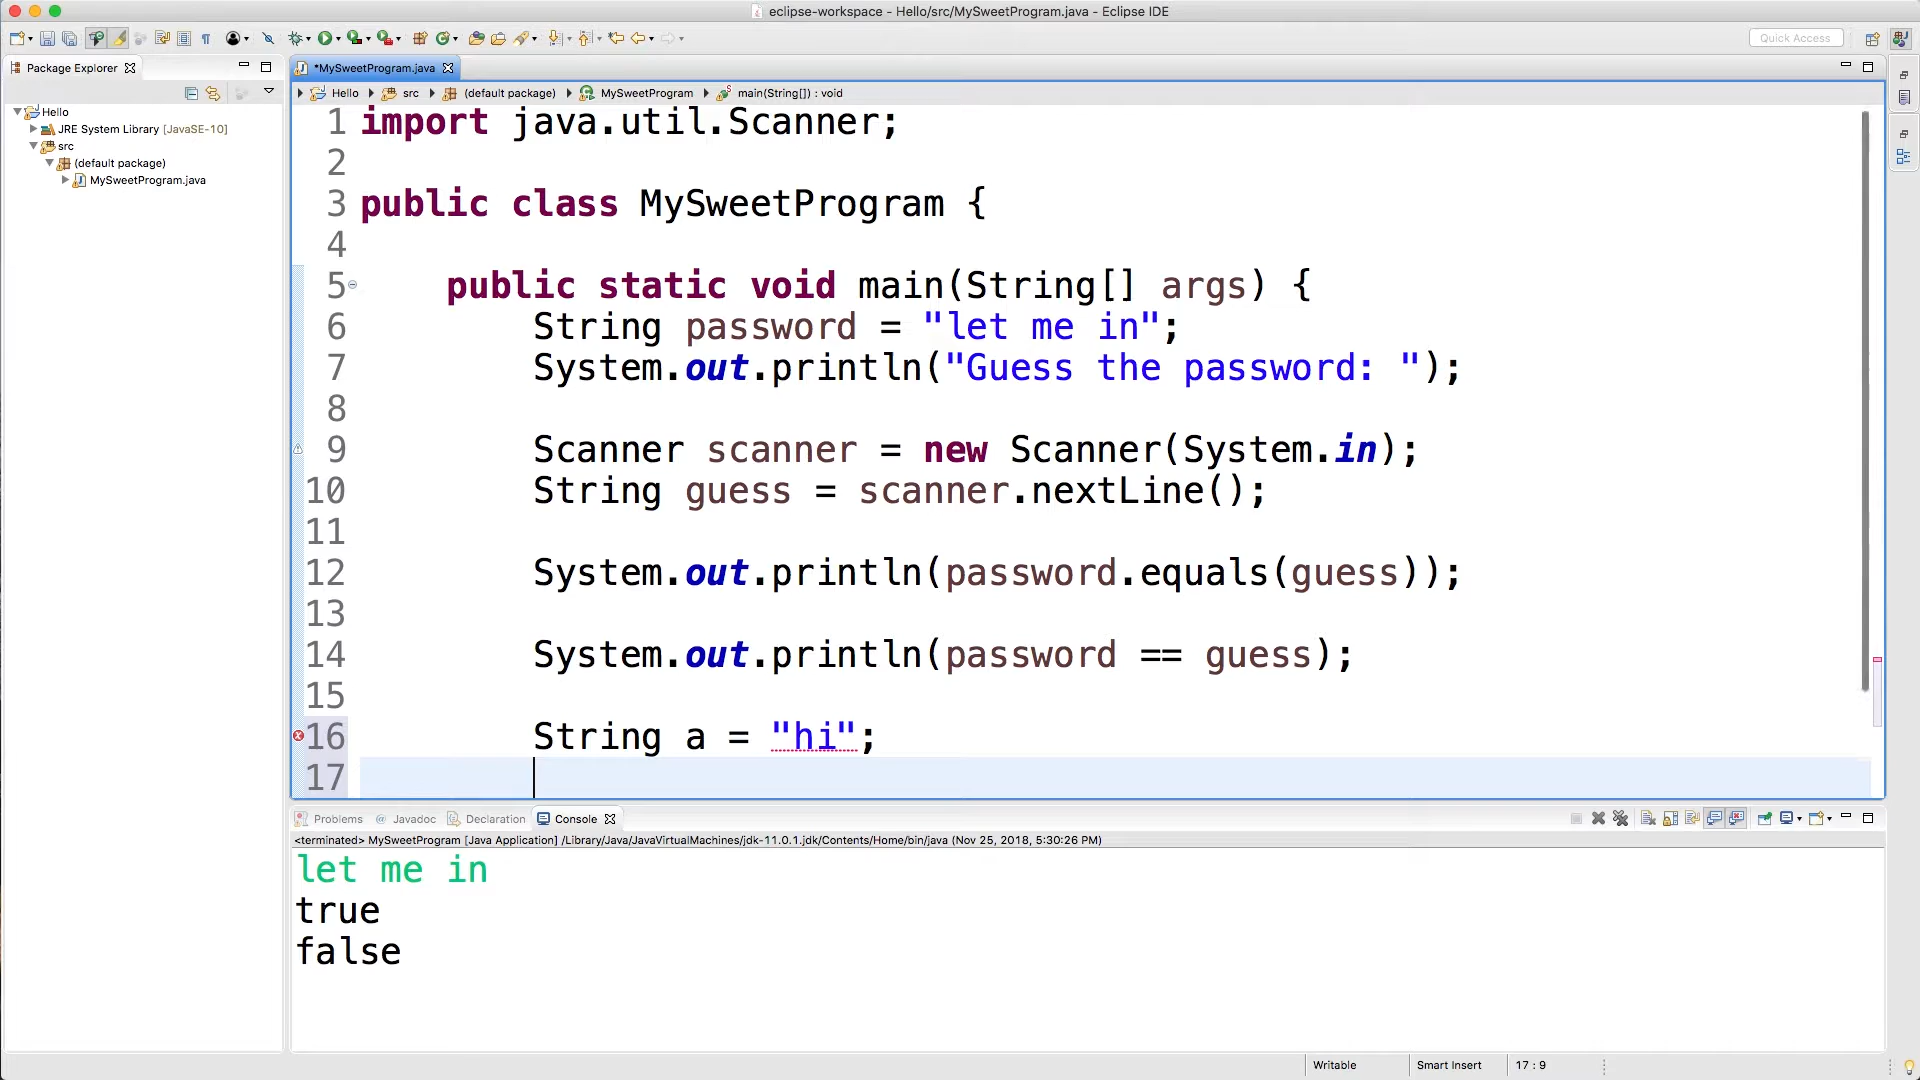 eclipse-workspace - Hello/src/MySweetProgram.java - Eclipse IDE
Quick Access
Package Explorer
*MySweetProgram.java
Hello src (default package) MySweetProgram main(String[]) : void
Hello
JRE System Library [JavaSE-10]
src
(default package)
MySweetProgram.java
1 import java.util.Scanner;
2
3 public class MySweetProgram {
4
5 public static void main(String[] args) {
6 String password = "let me in";
7 System.out.println("Guess the password: ");
8
9 Scanner scanner = new Scanner(System.in);
10 String guess = scanner.nextLine();
11
12 System.out.println(password.equals(guess));
13
14 System.out.println(password == guess);
15
16 String a = "hi";
17
Problems @ Javadoc Declaration Console
<terminated> MySweetProgram [Java Application] /Library/Java/JavaVirtualMachines/jdk-11.0.1.jdk/Contents/Home/bin/java (Nov 25, 2018, 5:30:26 PM)
let me in
true
false
Writable Smart Insert 17 : 9